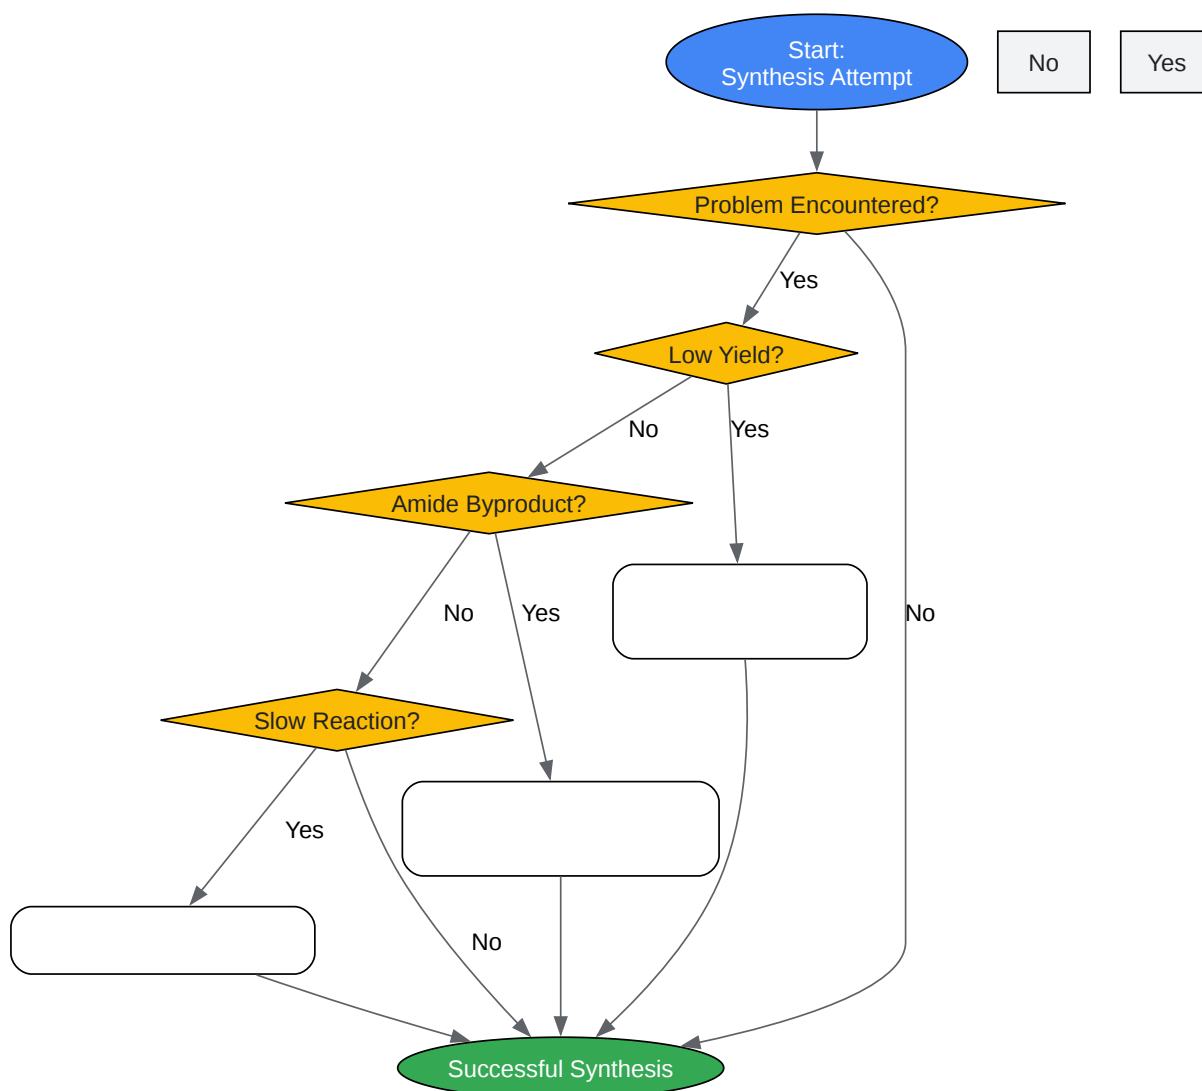 Start:
Synthesis Attempt
No
Yes
Problem Encountered?
Yes
Low Yield?
No
Yes
Amide Byproduct?
No
Yes
No
Slow Reaction?
Yes
No
Successful Synthesis